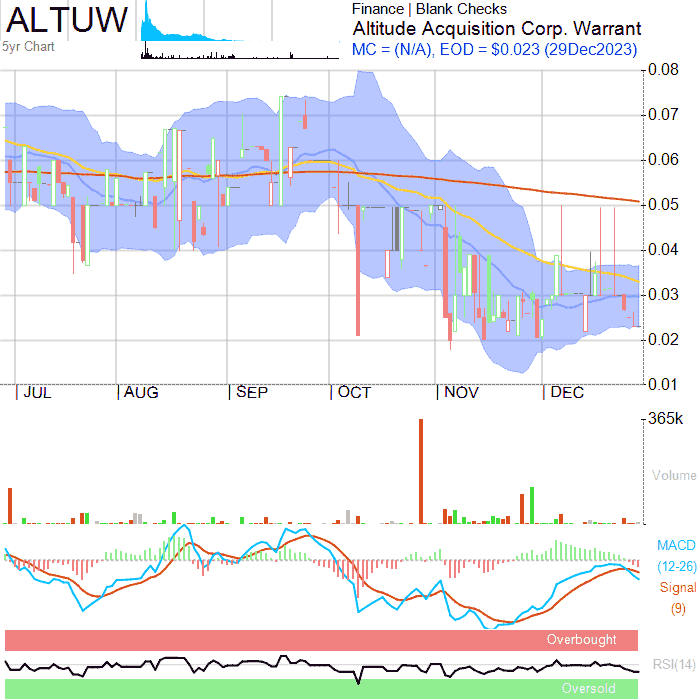 ALTUW
5yr Chart
Finance | Blank Checks
Altitude Acquisition Corp. Warrant
MC = (N/A), EOD = $0.023 (29Dec2023)
0.08
0.07
0.06
0.05
0.04
0.03
0.02
0.01
JUL AUG SEP OCT NOV DEC
365k
Volume
MACD
(12-26)
Signal
(9)
Overbought
RSI(14)
Oversold